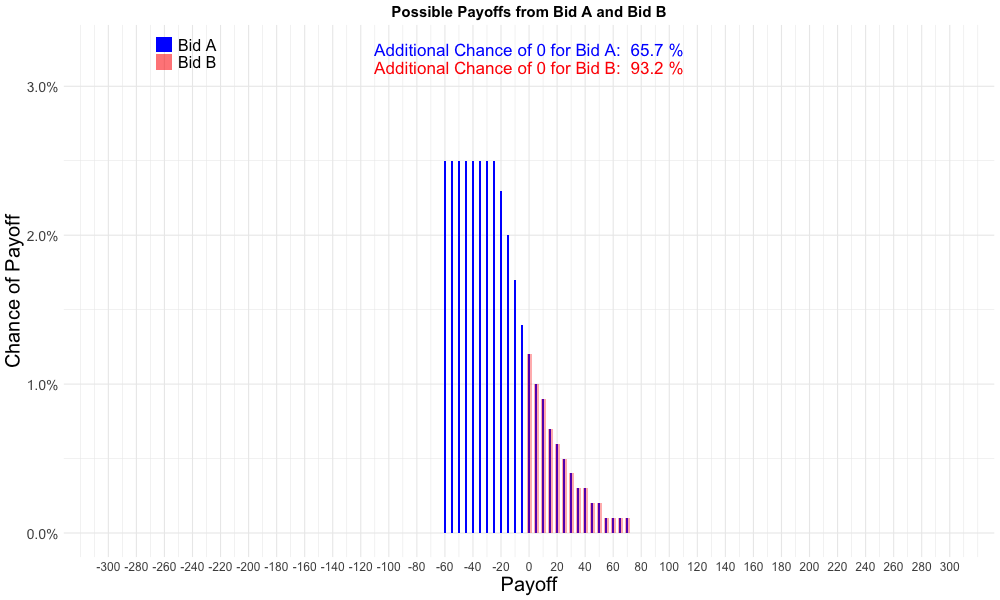 Possible Payoffs from Bid A and Bid B
Bid A
Bid B
Additional Chance of 0 for Bid A: 65.7 %
Additional Chance of 0 for Bid B: 93.2 %
Chance of Payoff
3.0%
2.0%
1.0%
0.0%
-300 -280 -260 -240 -220 -200 -180 -160 -140 -120 -100 -80 -60 -40 -20 0 20 40 60 80 100 120 140 160 180 200 220 240 260 280 300
Payoff